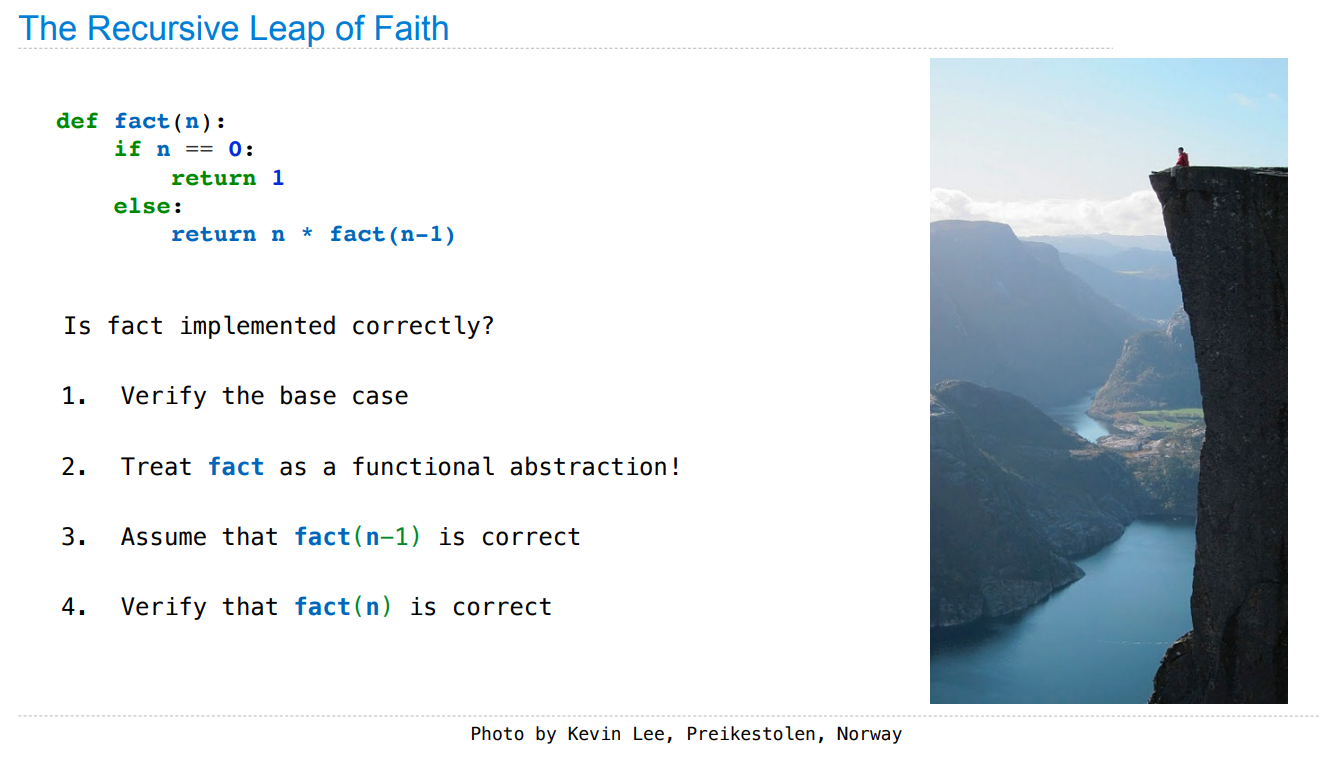 The Recursive Leap of Faith
def fact(n):
    if n == 0:
        return 1
    else:
        return n * fact(n-1)
Is fact implemented correctly?
1. Verify the base case
2. Treat fact as a functional abstraction!
3. Assume that fact(n-1) is correct
4. Verify that fact(n) is correct
Photo by Kevin Lee, Preikestolen, Norway